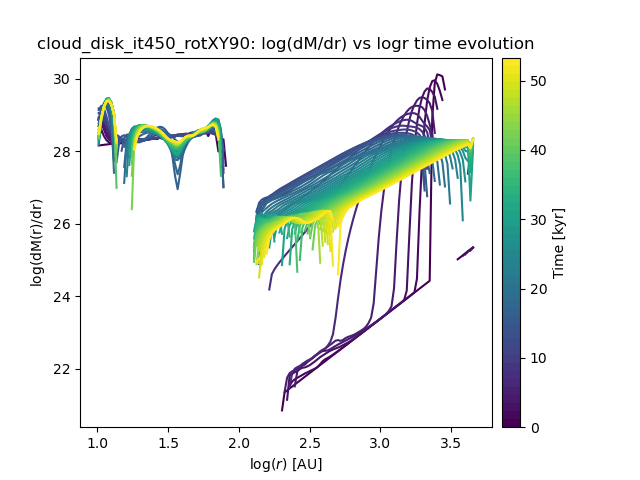 cloud_disk_it450_rotXY90: log(dM/dr) vs logr time evolution
30
28
26
24
22
log(dM(r)/dr)
1.0 1.5 2.0 2.5 3.0 3.5
log(r) [AU]
50
40
30
20
10
0
Time [kyr]